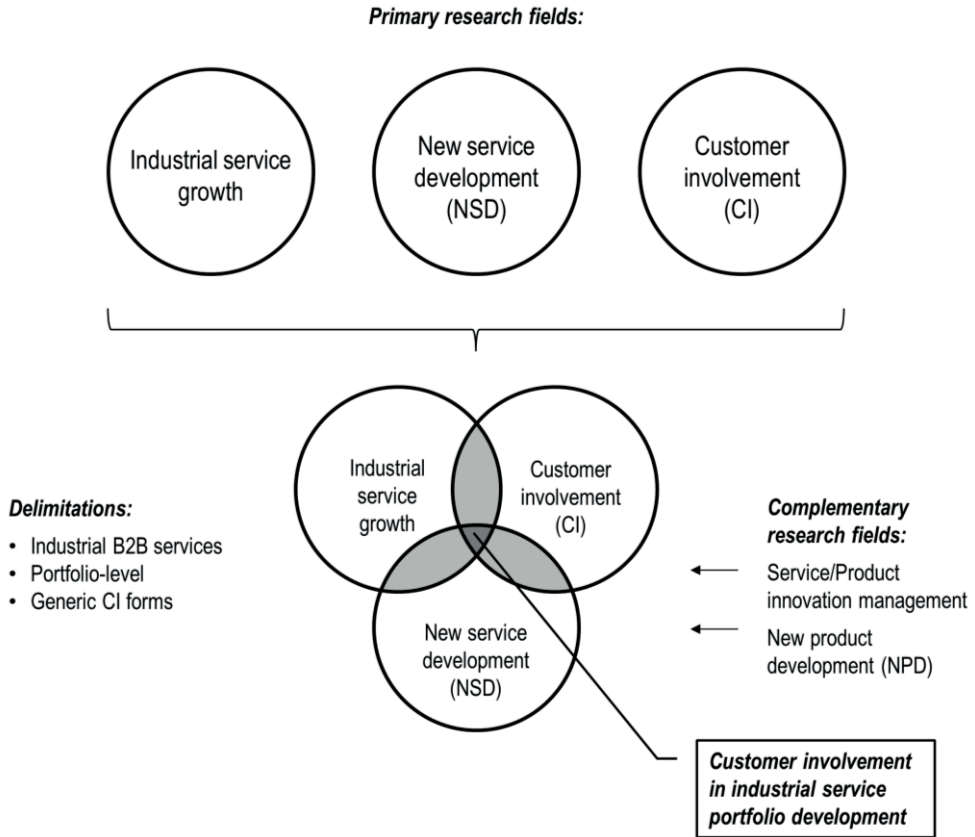 Primary research fields:
Industrial service
growth
New service
development
(NSD)
Customer
involvement
(CI)
Industrial
service
growth
Customer
involvement
(CI)
New service
development
(NSD)
Delimitations:
• Industrial B2B services
• Portfolio-level
• Generic CI forms
Complementary
research fields:
Service/Product
innovation management
New product
development (NPD)
Customer involvement
in industrial service
portfolio development